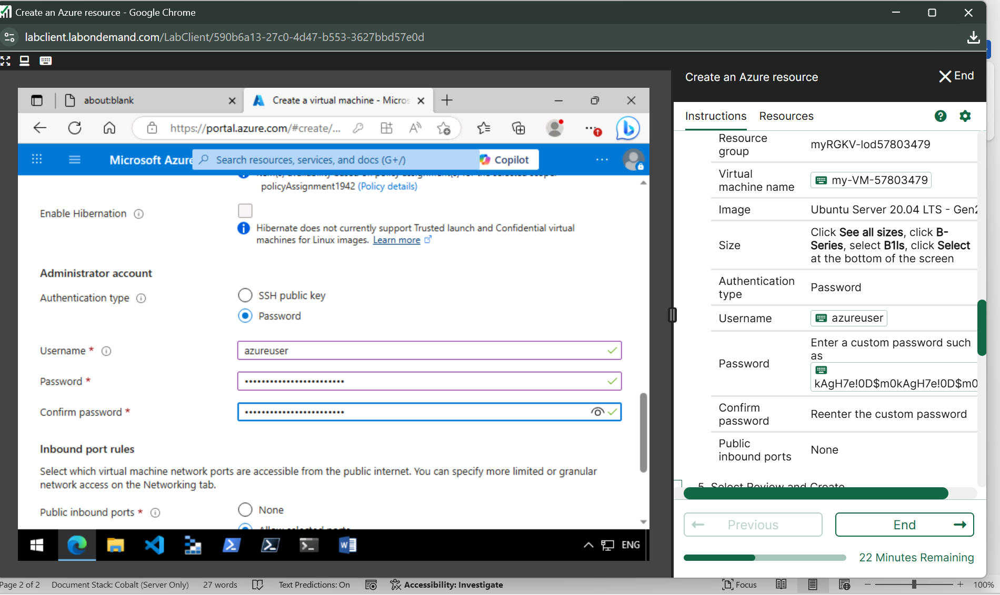 Create an Azure resource - Google Chrome
labclient.labondemand.com/LabClient/590b6a13-27c0-4d47-b553-3627bbd57e0d
Create an Azure resource
End
about:blank
Create a virtual machine - Micros
https://portal.azure.com/#create/...
Microsoft Azure
Search resources, services, and docs (G+/)
Copilot
policyAssignment1942 (Policy details)
Enable Hibernation
Hibernate does not currently support Trusted launch and Confidential virtual
machines for Linux images. Learn more
Administrator account
Authentication type
SSH public key
Password
Username *
azureuser
Password *
Confirm password *
Inbound port rules
Select which virtual machine network ports are accessible from the public internet. You can specify more limited or granular
network access on the Networking tab.
Public inbound ports *
None
Allow selected ports
ENG
Instructions
Resources
Resource
group
myRGKV-lod57803479
Virtual
machine name
my-VM-57803479
Image
Ubuntu Server 20.04 LTS - Gen2
Size
Click See all sizes, click B-
Series, select B1ls, click Select
at the bottom of the screen
Authentication
type
Password
Username
azureuser
Password
Enter a custom password such
as
kAgH7e!0D$m0kAgH7e!0D$m0
Confirm
password
Reenter the custom password
Public
inbound ports
None
5. Select Review and Create
Previous
End
22 Minutes Remaining
Page 2 of 2
Document Stack: Cobalt (Server Only)
27 words
Text Predictions: On
Accessibility: Investigate
Focus
100%